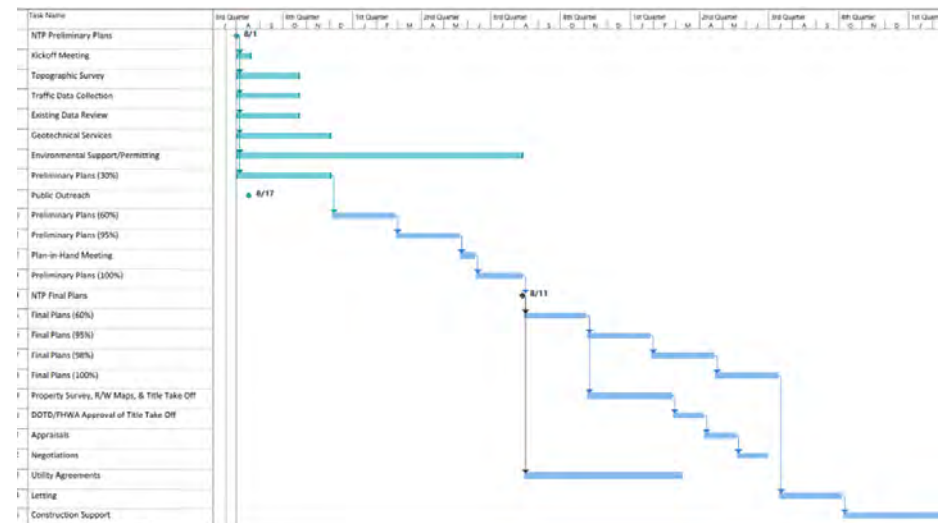 Task Name
3rd Quarter 4th Quarter 1st Quarter 2nd Quarter 3rd Quarter 4th Quarter 1st Quarter 2nd Quarter 3rd Quarter 4th Quarter 1st Quarter
J A S O N D J F M A M J J A S O N D J F M A M J J A S O N D J
NTP Preliminary Plans
8/1
Kickoff Meeting
Topographic Survey
Traffic Data Collection
Existing Data Review
Geotechnical Services
Environmental Support/Permitting
Preliminary Plans (30%)
Public Outreach
8/17
Preliminary Plans (60%)
Preliminary Plans (95%)
Plan-in-Hand Meeting
Preliminary Plans (100%)
NTP Final Plans
8/11
Final Plans (60%)
Final Plans (95%)
Final Plans (98%)
Final Plans (100%)
Property Survey, R/W Maps, & Title Take Off
DOTD/FHWA Approval of Title Take Off
Appraisals
Negotiations
Utility Agreements
Letting
Construction Support